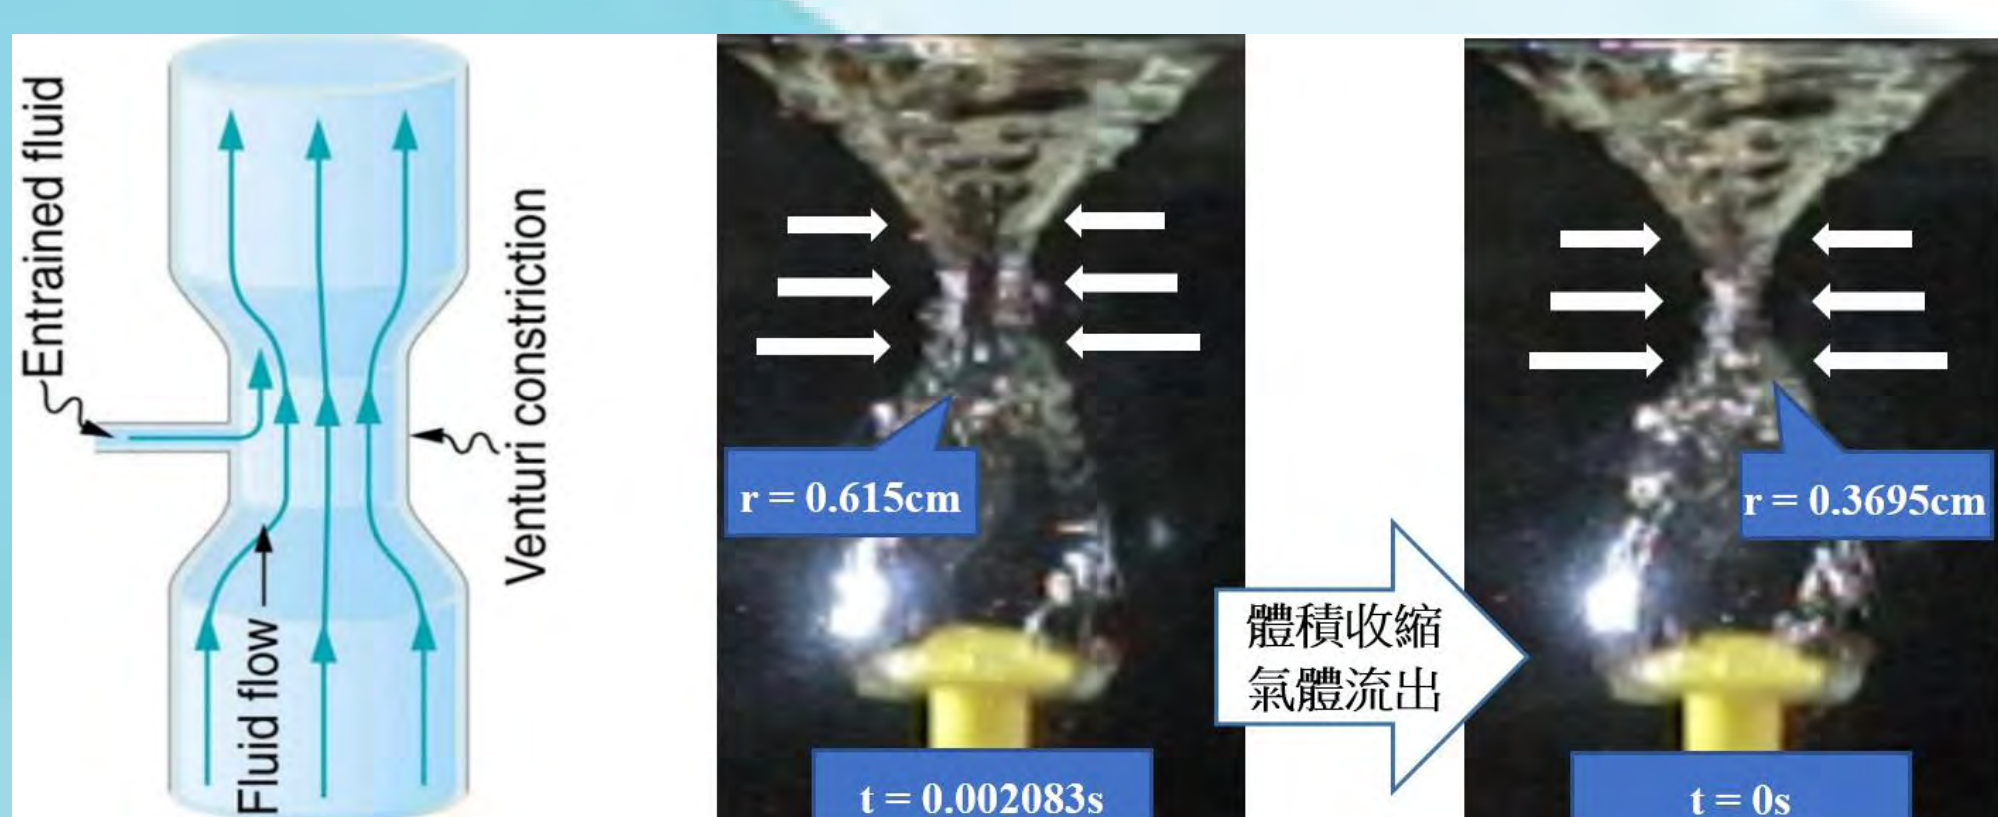 Entrained fluid
Fluid flow
Venturi constriction
r = 0.615cm
t = 0.002083s
體積收縮
氣體流出
r = 0.3695cm
t = 0s